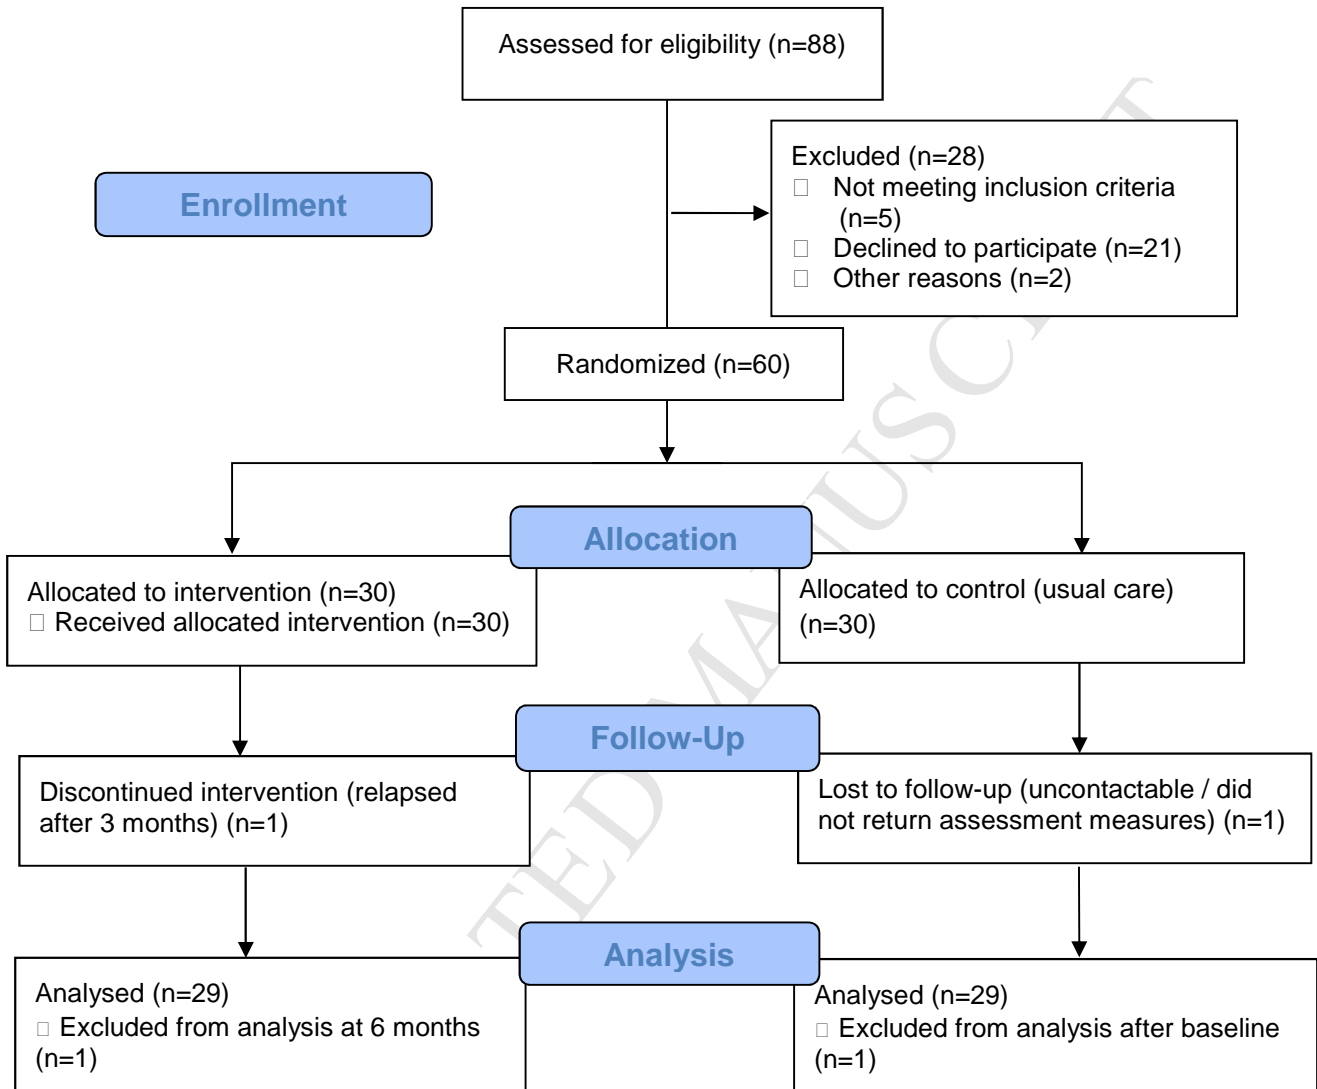 Assessed for eligibility (n=88)
Excluded (n=28)
□ Not meeting inclusion criteria
(n=5)
□ Declined to participate (n=21)
□ Other reasons (n=2)
Enrollment
Randomized (n=60)
Allocation
Allocated to intervention (n=30)
□ Received allocated intervention (n=30)
Allocated to control (usual care)
(n=30)
Follow-Up
Discontinued intervention (relapsed
after 3 months) (n=1)
Lost to follow-up (uncontactable / did
not return assessment measures) (n=1)
Analysis
Analysed (n=29)
□ Excluded from analysis at 6 months
(n=1)
Analysed (n=29)
□ Excluded from analysis after baseline
(n=1)
TED MANUSCRIPT